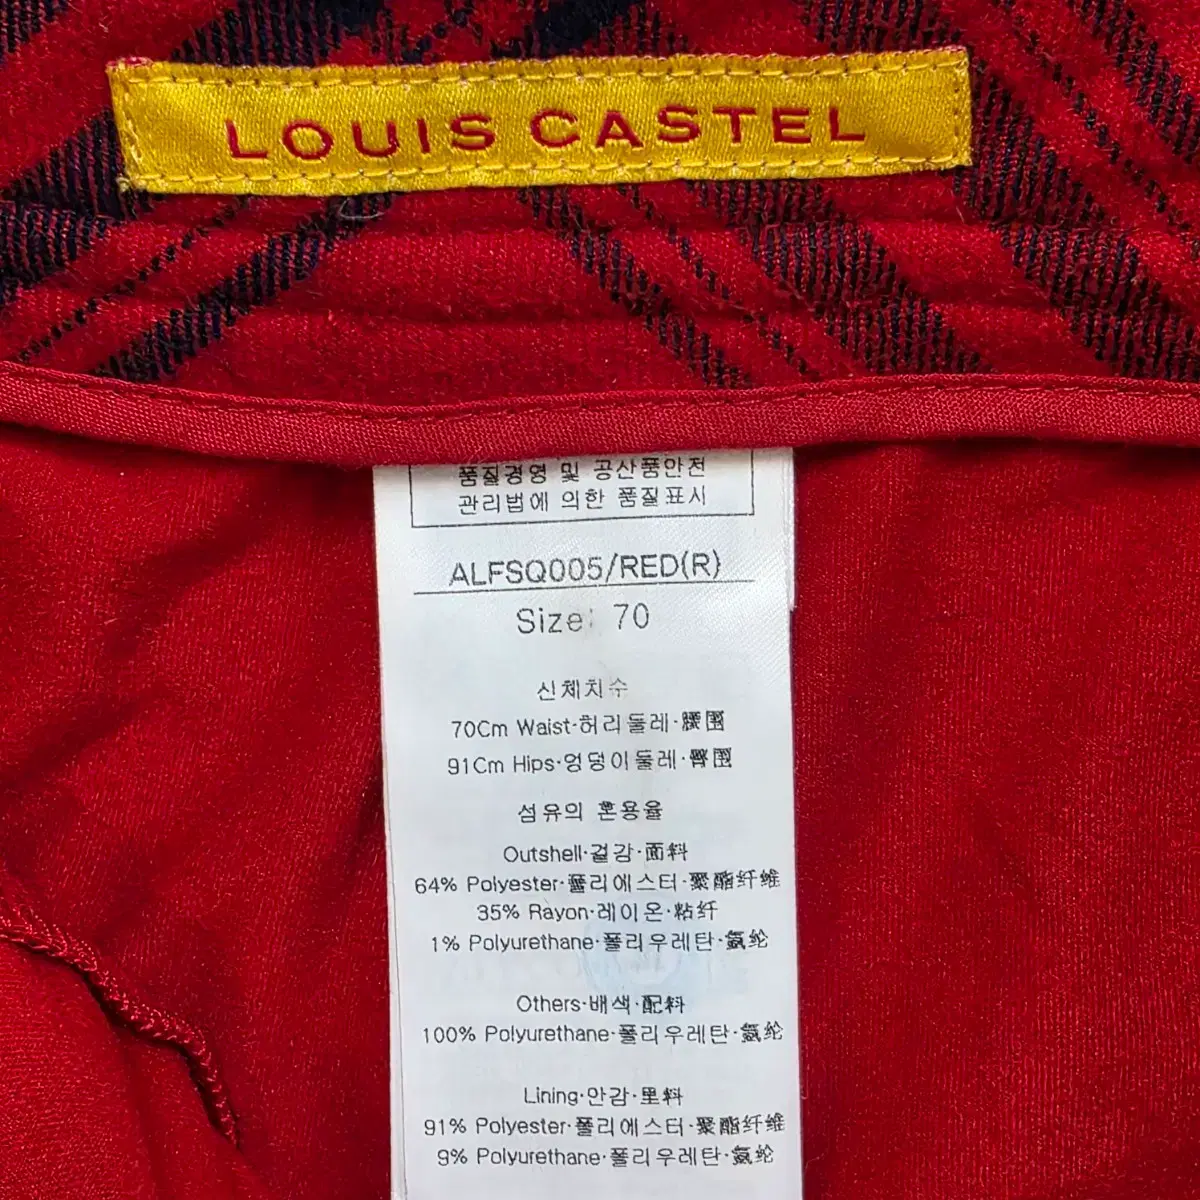 LOUIS CASTEL
품질경영 및 공산품안전
관리법에 의한 품질표시
ALFSQ005/RED(R)
Size: 70
신체치수
70Cm Waist·허리둘레·腰围
91Cm Hips·엉덩이둘레·臀围
섬유의 혼용율
Outshell·겉감·面料
64% Polyester·폴리에스터·聚酯纤维
35% Rayon·레이온·粘纤
1% Polyurethane·폴리우레탄·氨纶
Others·배색·配料
100% Polyurethane·폴리우레탄·氨纶
Lining·안감·里料
91% Polyester·폴리에스터·聚酯纤维
9% Polyurethane·폴리우레탄·氨纶